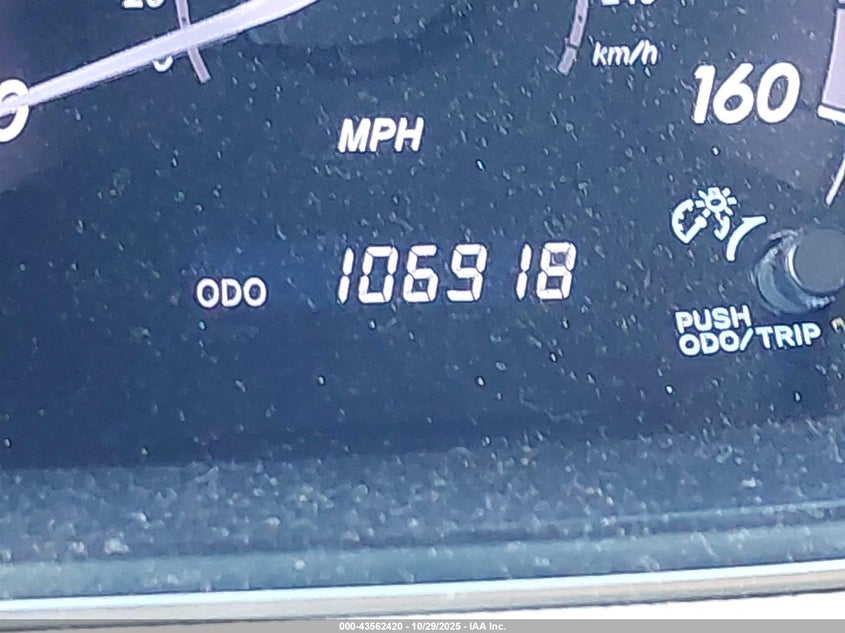 km/h
160
MPH
ODO 106918
PUSH
ODO/TRIP
000-43562420 - 10/29/2025 - IAA Inc.